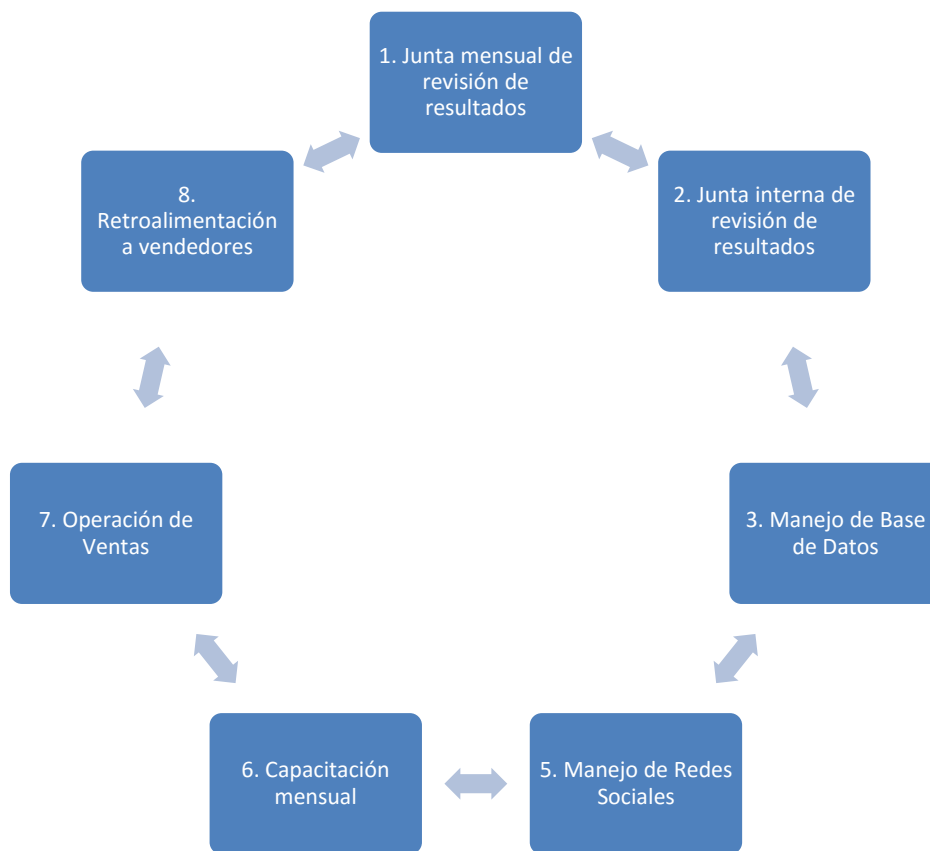 1. Junta mensual de
revisión de
resultados
8.
Retroalimentación
a vendedores
2. Junta interna de
revisión de
resultados
7. Operación de
Ventas
3. Manejo de Base
de Datos
6. Capacitación
mensual
5. Manejo de Redes
Sociales